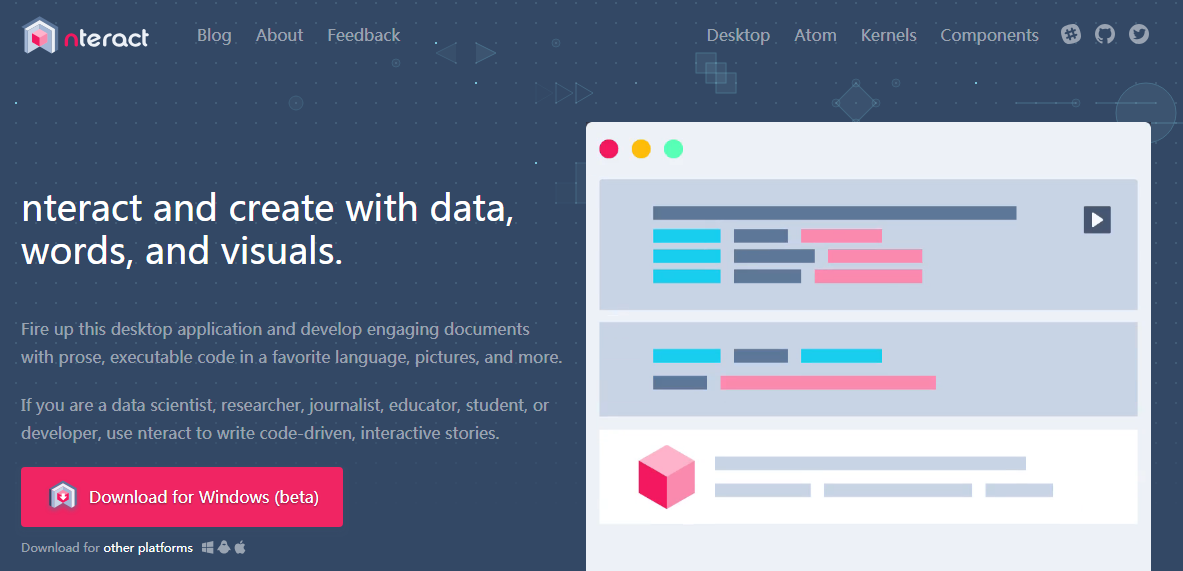 nteract
Blog About Feedback
Desktop Atom Kernels Components
nteract and create with data,
words, and visuals.
Fire up this desktop application and develop engaging documents
with prose, executable code in a favorite language, pictures, and more.
If you are a data scientist, researcher, journalist, educator, student, or
developer, use nteract to write code-driven, interactive stories.
Download for Windows (beta)
Download for other platforms